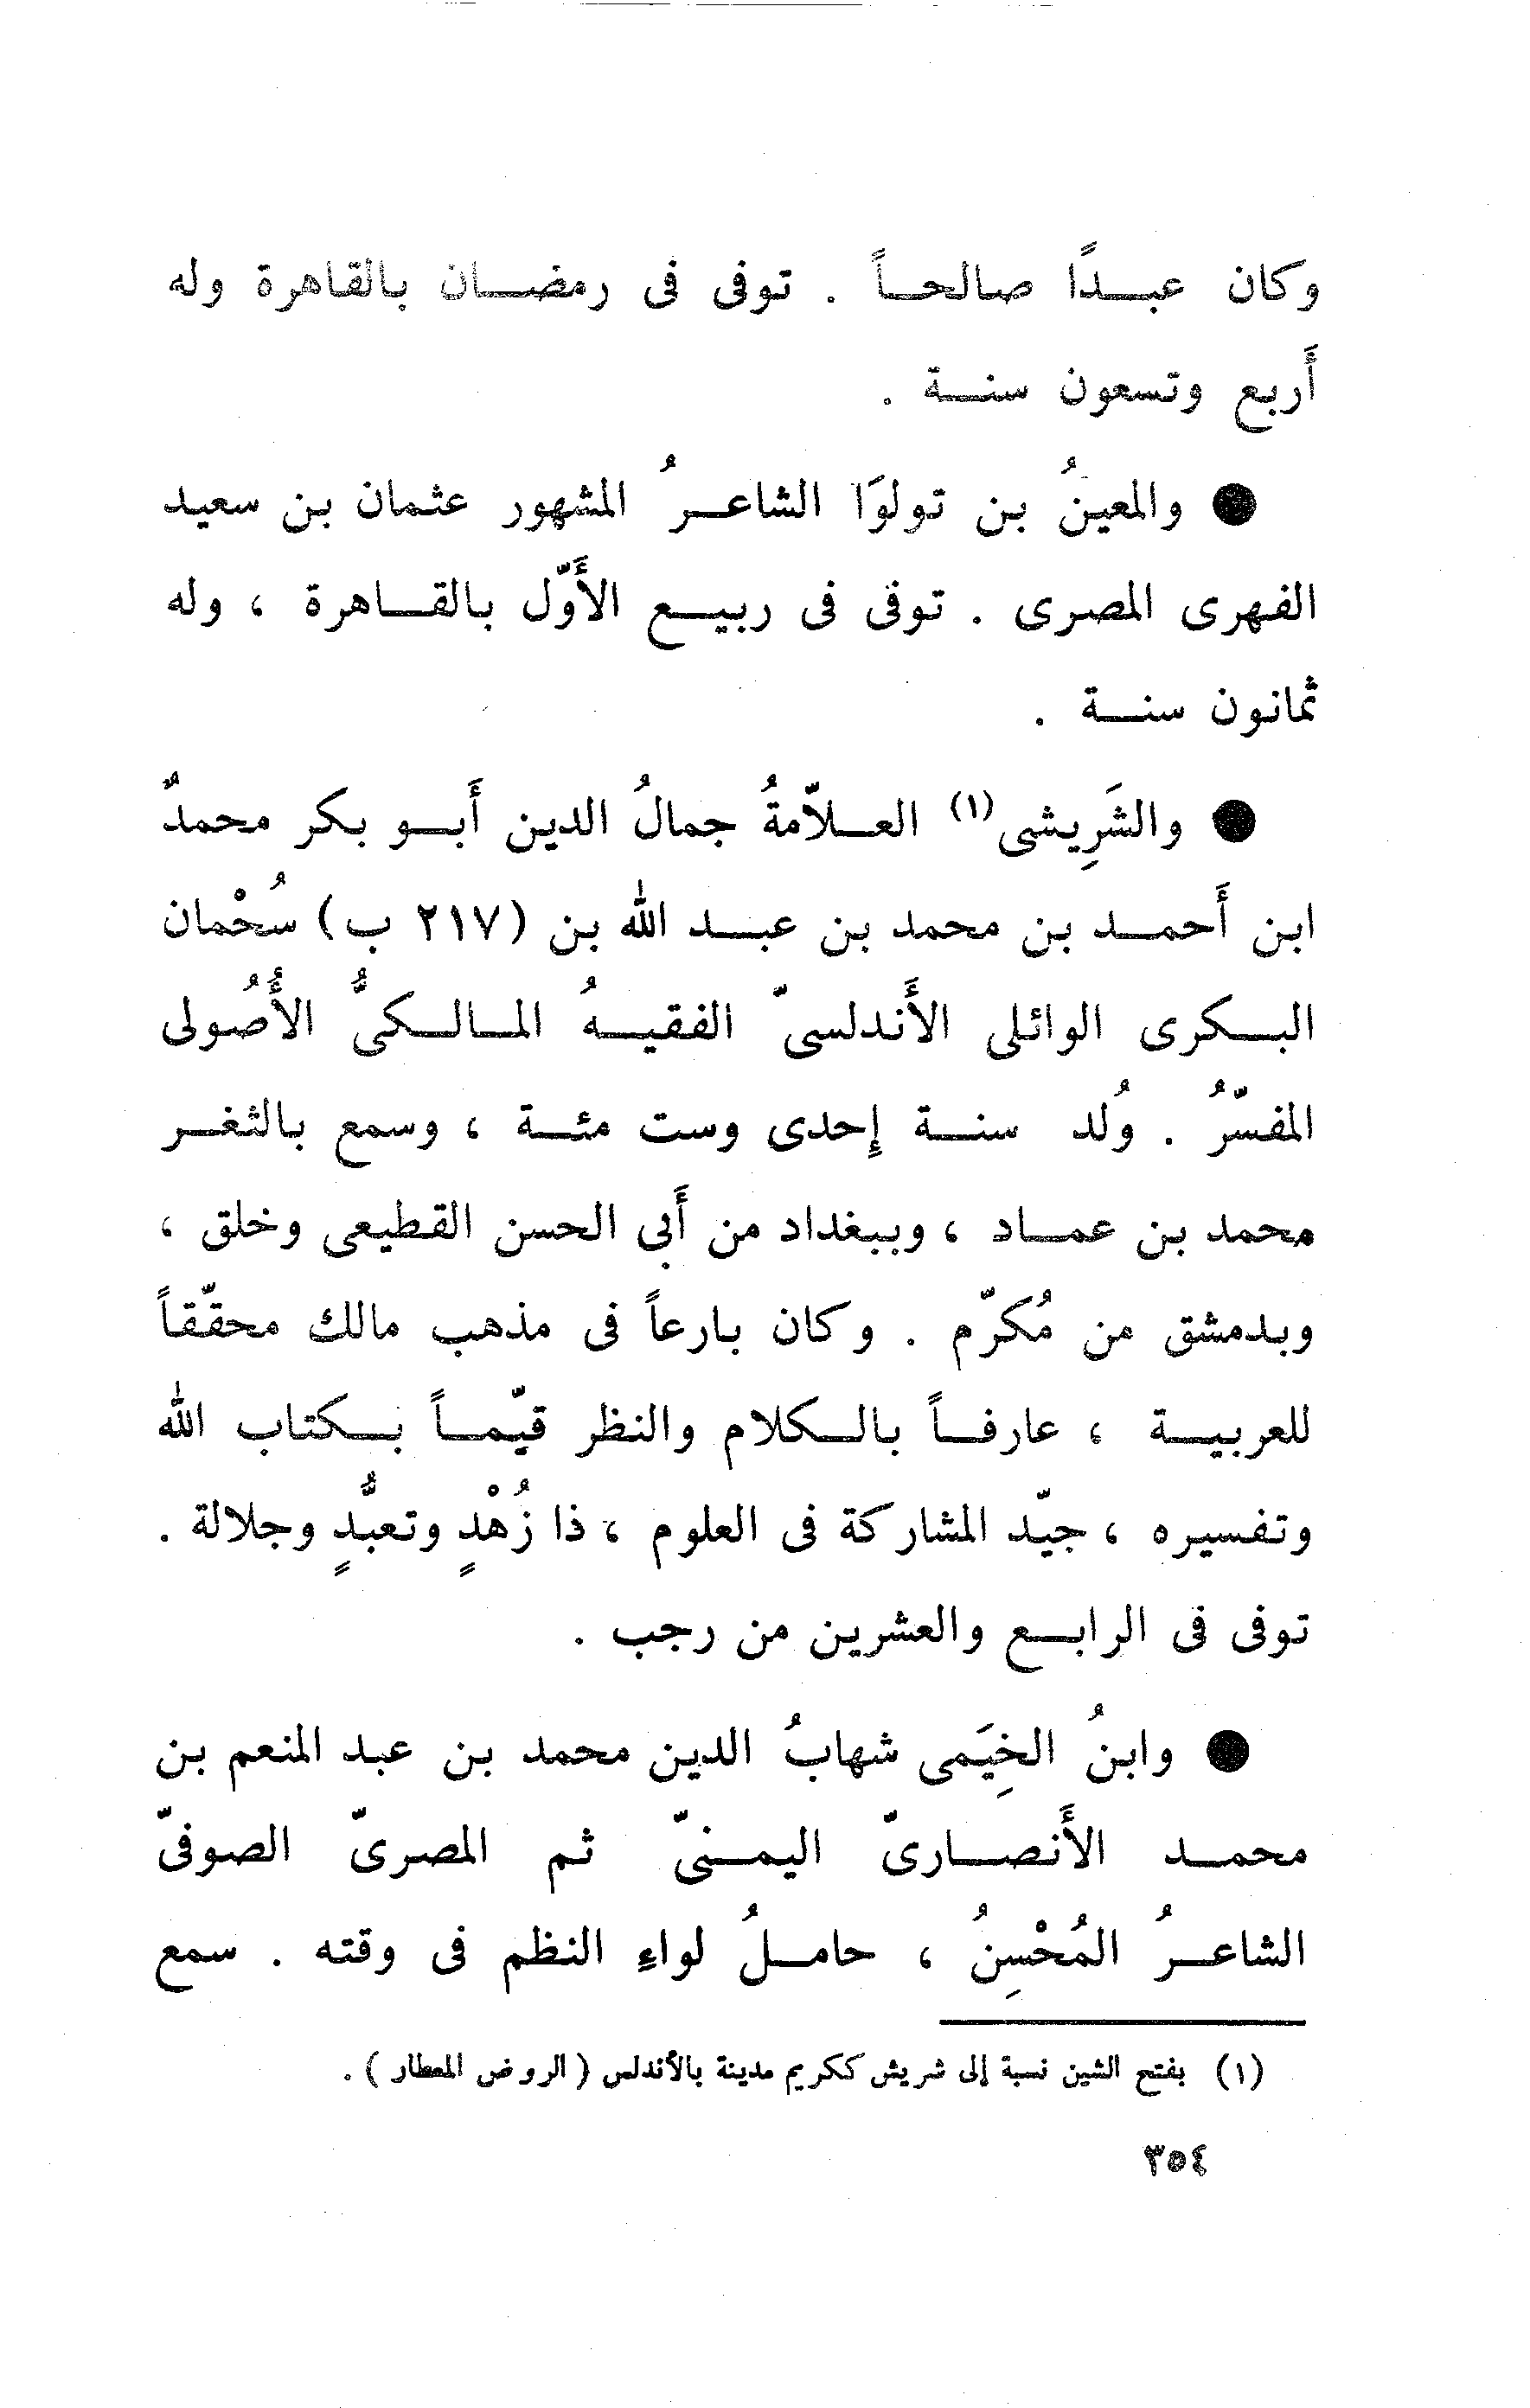 وكان عبدًا صالحاً . توفى فى رمضان بالقاهرة وله
أَربع وتسعون سنة .
● والمعينُ بن تولوَا الشاعرُ المشهور عثمان بن سعيد
الفهرى المصرى . توفى فى ربيع الأَوّل بالقاهرة ، وله
ثمانون سنة .
● والشَرِيشى(١) العلاّمةُ جمالُ الدين أَبو بكر محمدٌ
ابن أَحمد بن محمد بن عبد الله بن (٢١٧ ب) سُحْمان
البكرى الوائلى الأَندلسىّ الفقيهُ المالكىُّ الأُصُولى
المفسّرُ . وُلد سنة إحدى وست مئة ، وسمع بالثغر
محمد بن عماد ، وببغداد من أَبى الحسن القطيعى وخلق ،
وبدمشق من مُكرّم . وكان بارعاً فى مذهب مالك محقّقاً
للعربية ، عارفاً بالكلام والنظر قيّماً بكتاب الله
وتفسيره ، جيّد المشاركة فى العلوم ، ذا زُهْدٍ وتعبُّدٍ وجلالة .
توفى فى الرابع والعشرين من رجب .
● وابنُ الخِيَمى شهابُ الدين محمد بن عبد المنعم بن
محمد الأَنصارىّ اليمنىّ ثم المصرىّ الصوفىّ
الشاعرُ المُحْسِنُ ، حاملُ لواءِ النظم فى وقته . سمع
(١) بفتح الشين نسبة إلى شريش ككريم مدينة بالأندلس ( الروض المعطار ) .
٣٥٤